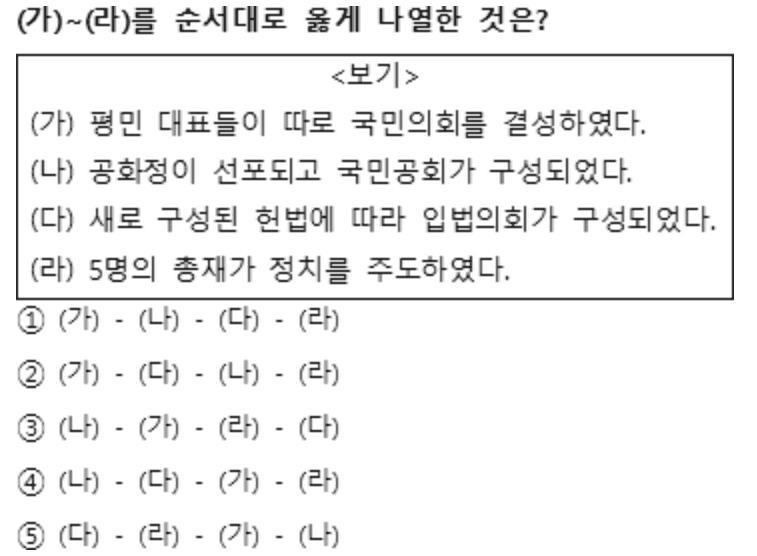 (가)~(라)를 순서대로 옳게 나열한 것은?
<보기>
(가) 평민 대표들이 따로 국민의회를 결성하였다.
(나) 공화정이 선포되고 국민공회가 구성되었다.
(다) 새로 구성된 헌법에 따라 입법의회가 구성되었다.
(라) 5명의 총재가 정치를 주도하였다.
① (가) - (나) - (다) - (라)
② (가) - (다) - (나) - (라)
③ (나) - (가) - (라) - (다)
④ (나) - (다) - (가) - (라)
⑤ (다) - (라) - (가) - (나)